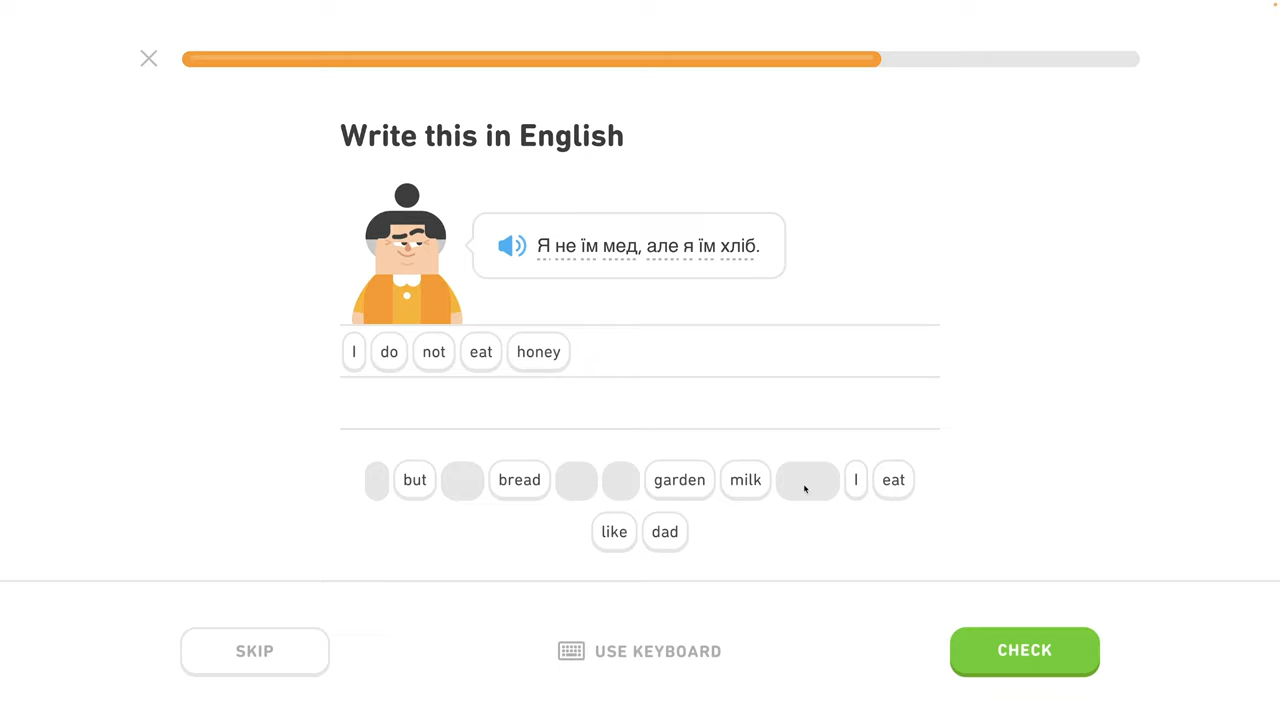 Write this in English
Я не їм мед, але я їм хліб.
I do not eat honey
but bread garden milk I eat
like dad
SKIP USE KEYBOARD CHECK